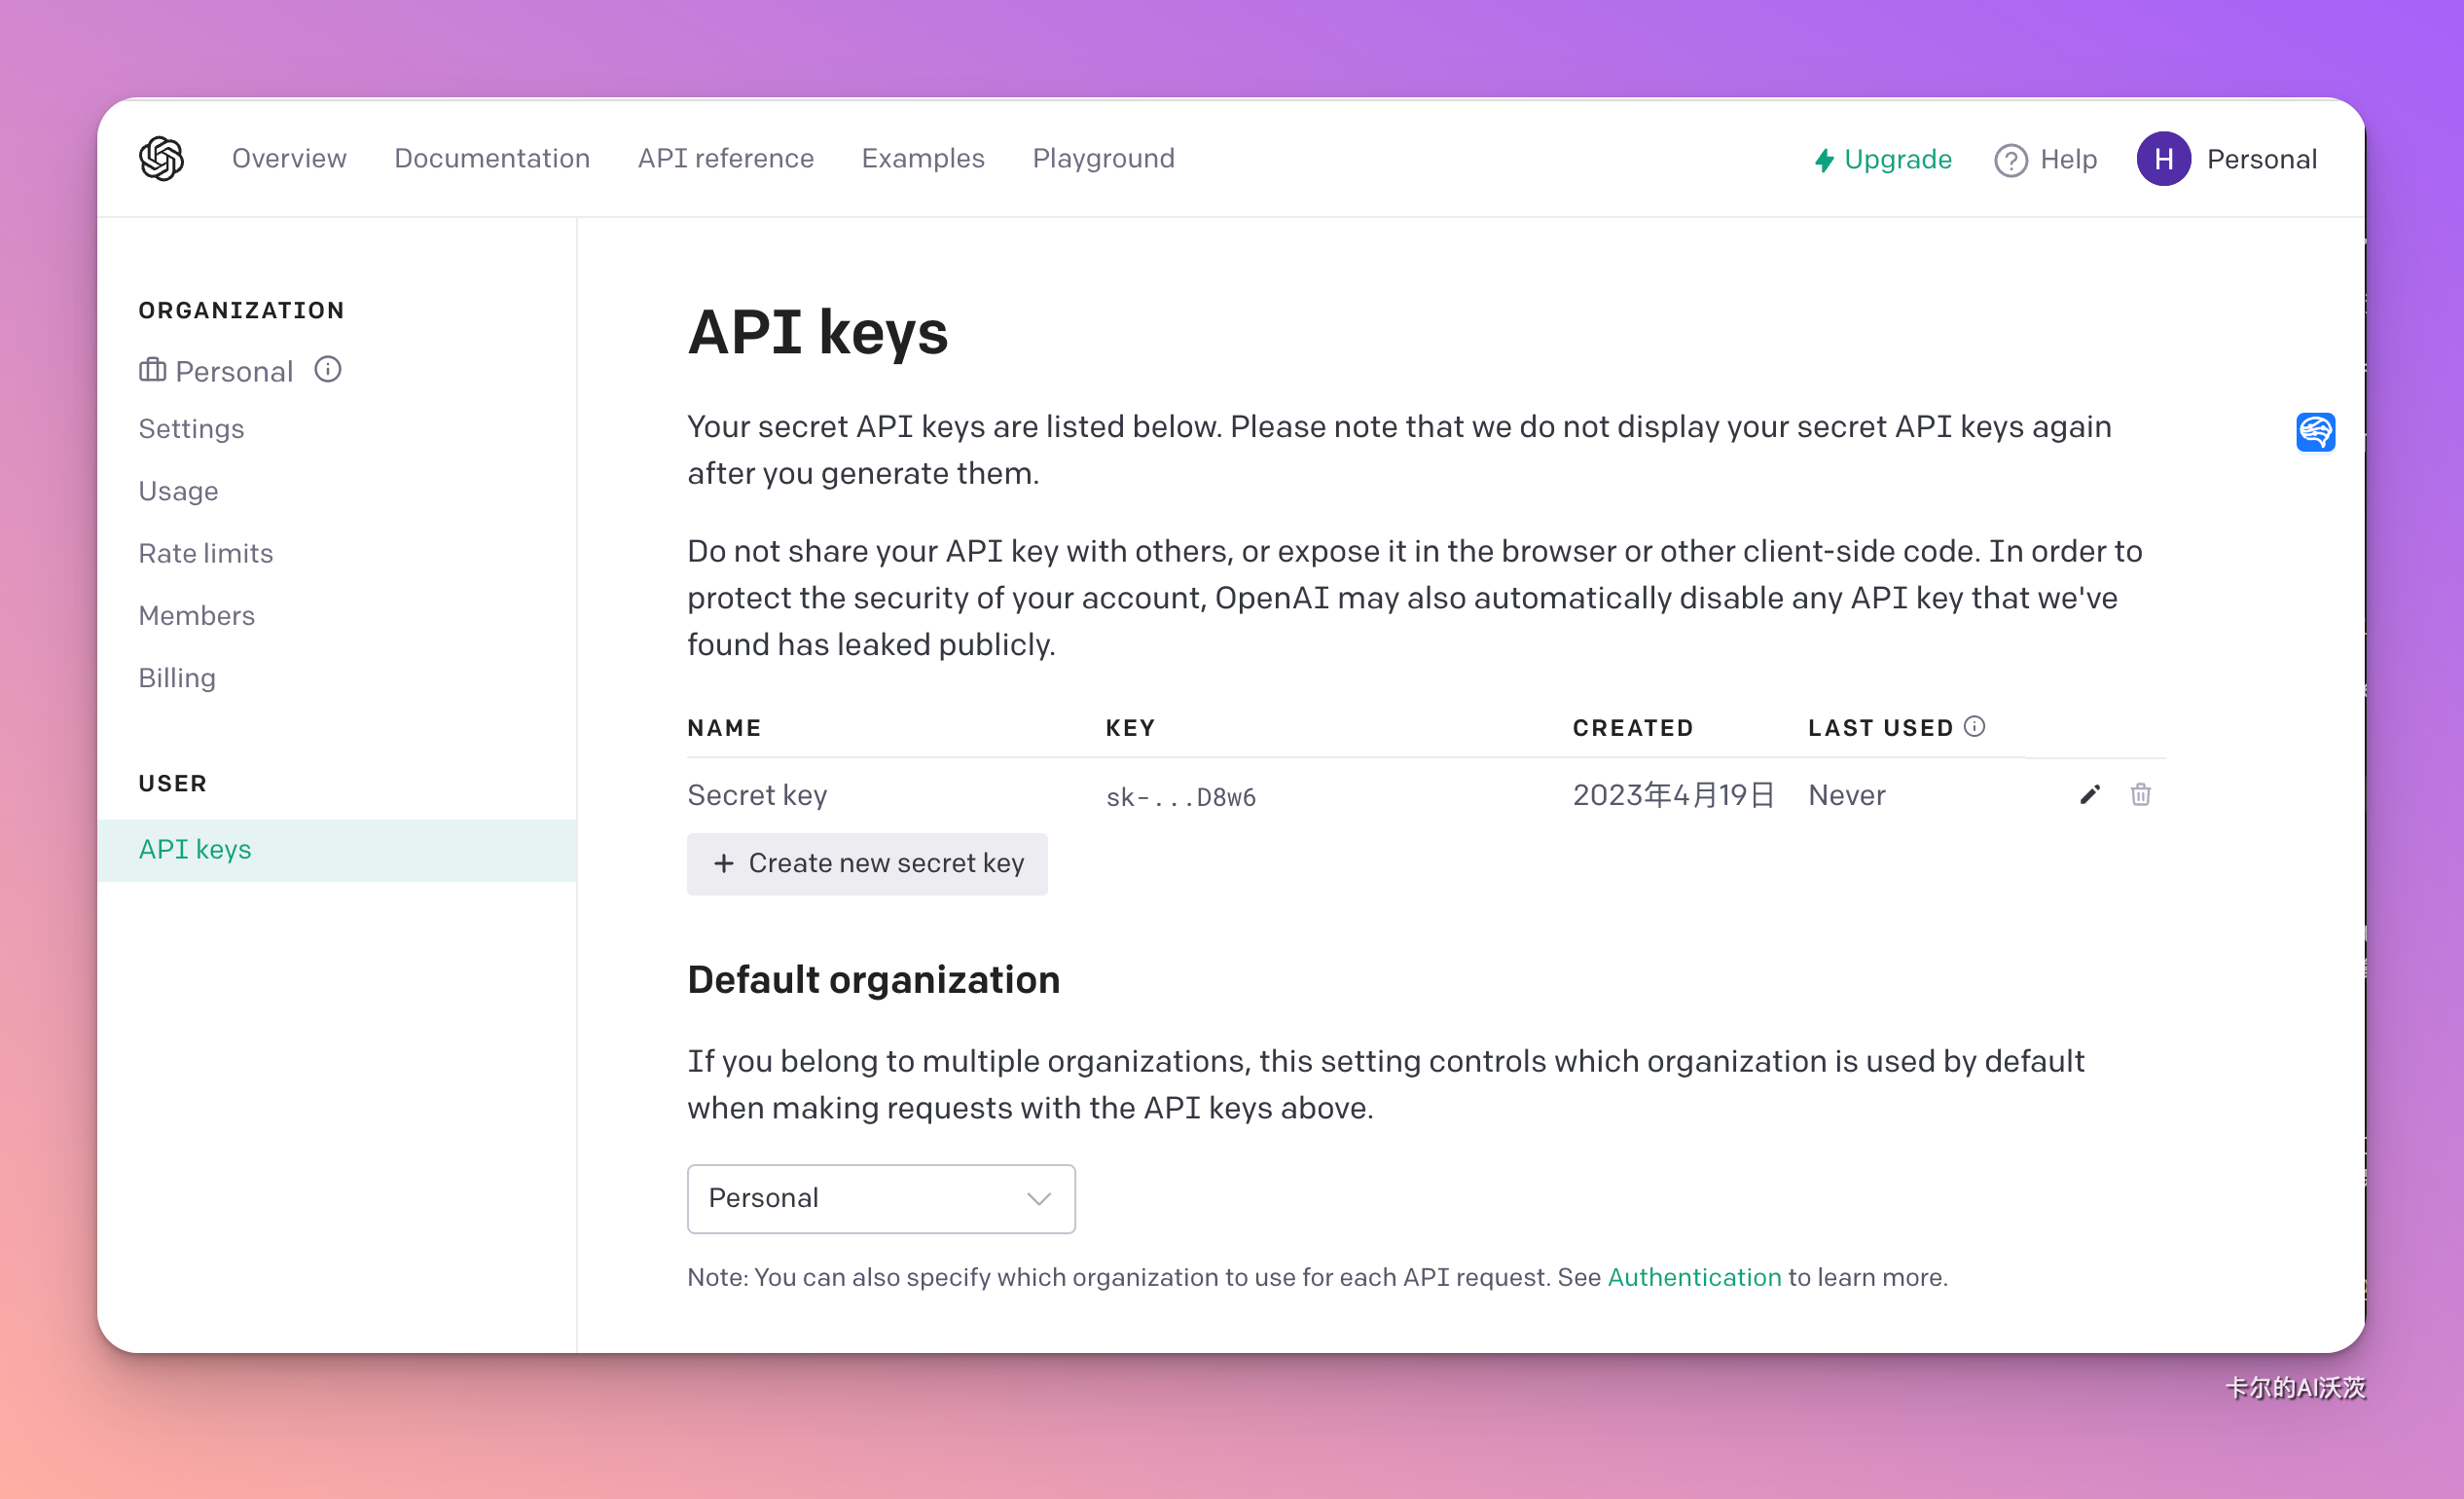 Overview Documentation API reference Examples Playground Upgrade Help H Personal
ORGANIZATION
Personal
Settings
Usage
Rate limits
Members
Billing
USER
API keys
API keys
Your secret API keys are listed below. Please note that we do not display your secret API keys again
after you generate them.
Do not share your API key with others, or expose it in the browser or other client-side code. In order to
protect the security of your account, OpenAI may also automatically disable any API key that we've
found has leaked publicly.
NAME KEY CREATED LAST USED
Secret key sk-...D8w6 2023年4月19日 Never
+ Create new secret key
Default organization
If you belong to multiple organizations, this setting controls which organization is used by default
when making requests with the API keys above.
Personal
Note: You can also specify which organization to use for each API request. See Authentication to learn more.
卡尔的AI沃茨